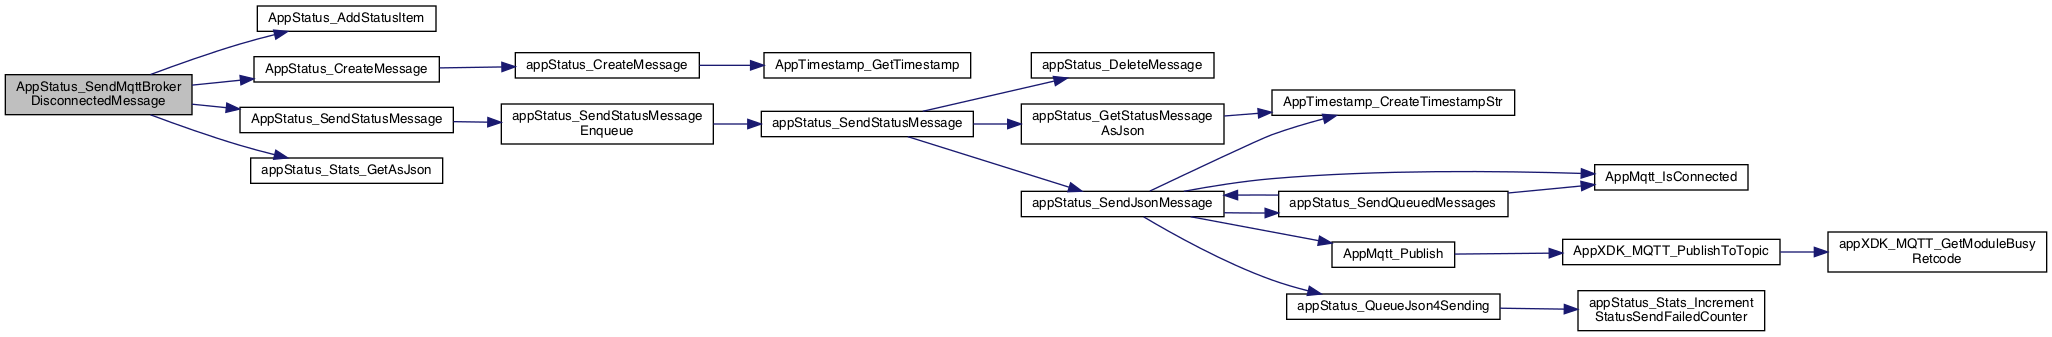 AppStatus_SendMqttBroker
DisconnectedMessage
AppStatus_AddStatusItem
AppStatus_CreateMessage
AppStatus_SendStatusMessage
appStatus_Stats_GetAsJson
appStatus_CreateMessage
appStatus_SendStatusMessage
Enqueue
AppTimestamp_GetTimestamp
appStatus_SendStatusMessage
appStatus_DeleteMessage
appStatus_GetStatusMessage
AsJson
appStatus_SendJsonMessage
AppTimestamp_CreateTimestampStr
appStatus_SendQueuedMessages
AppMqtt_Publish
appStatus_QueueJson4Sending
AppMqtt_IsConnected
AppXDK_MQTT_PublishToTopic
appStatus_Stats_Increment
StatusSendFailedCounter
appXDK_MQTT_GetModuleBusy
Retcode